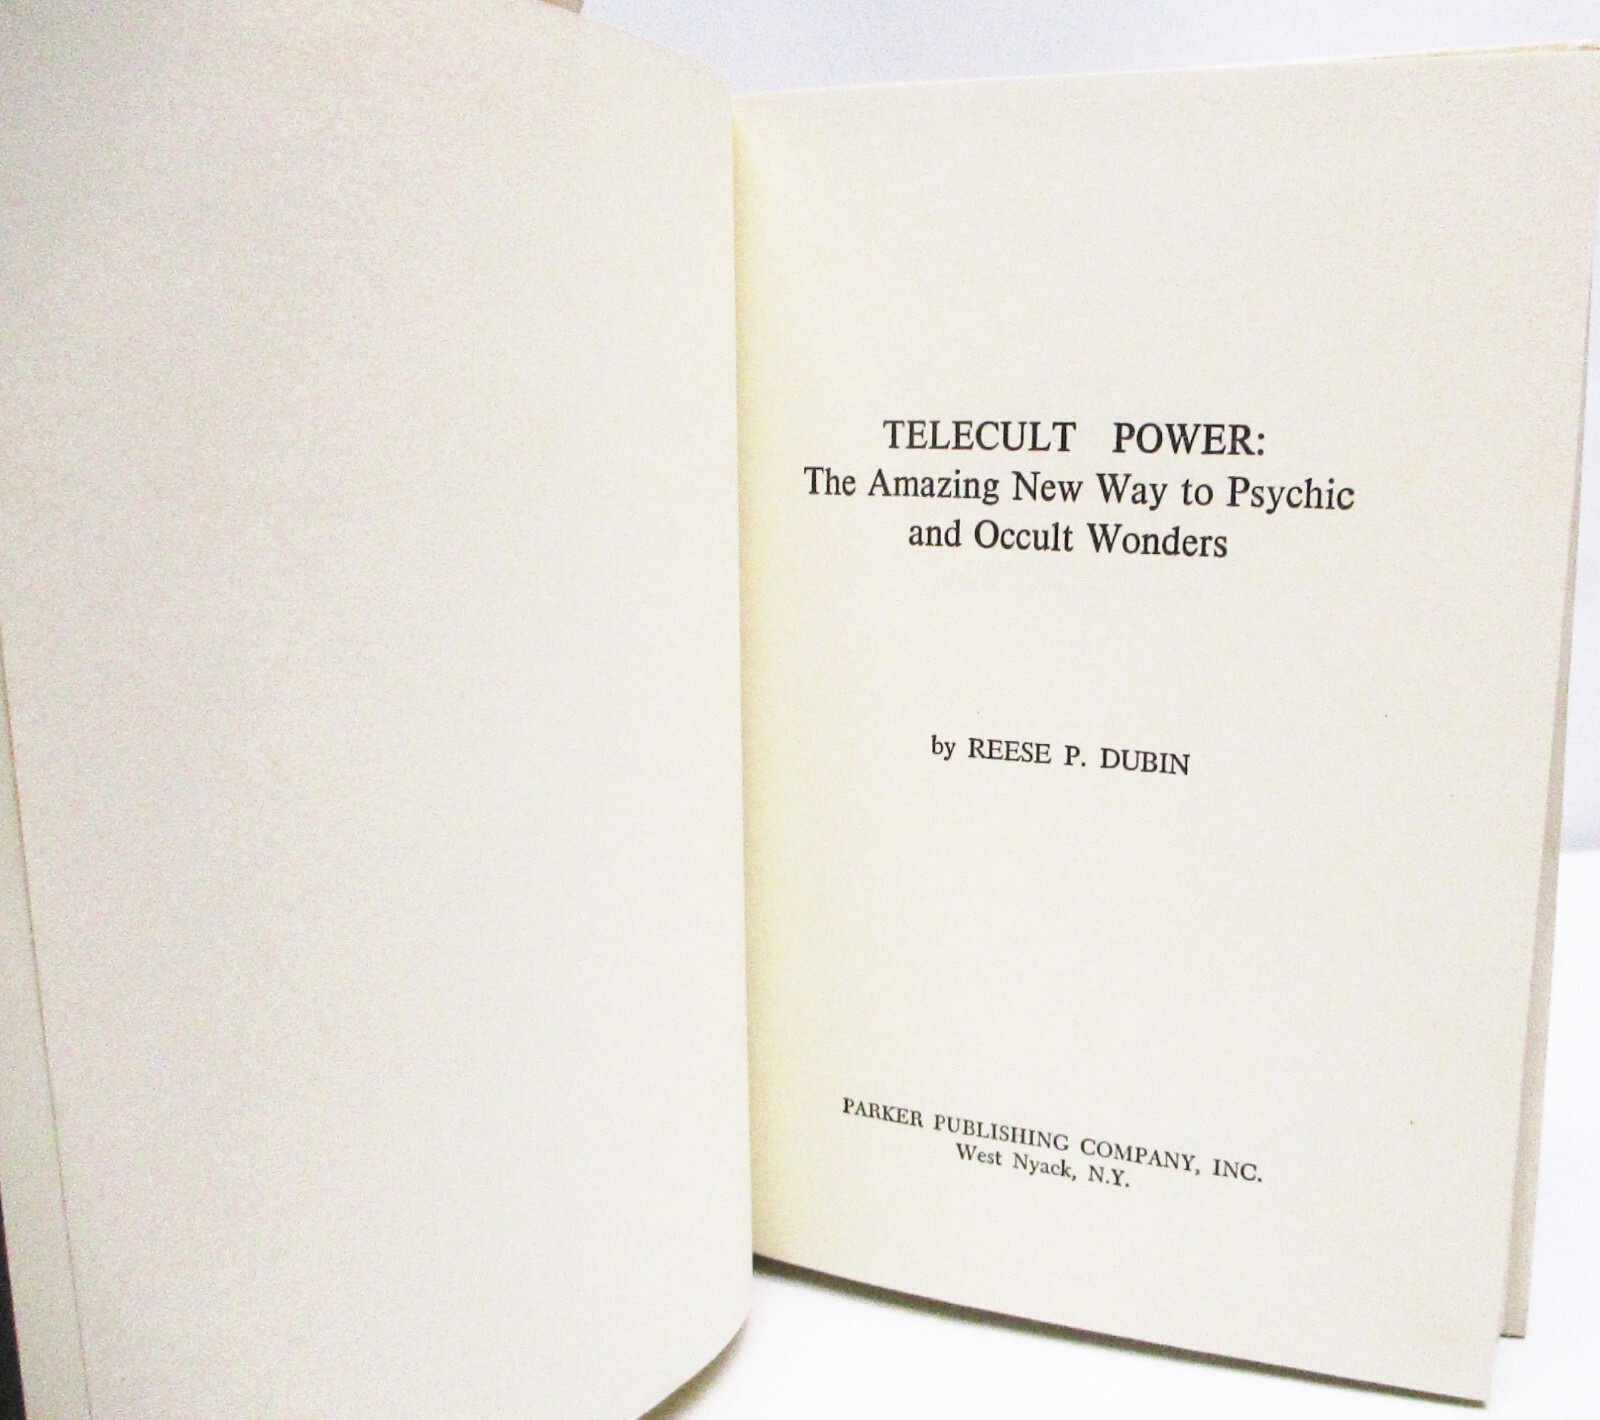 TELECULT POWER:
The Amazing New Way to Psychic
and Occult Wonders
by REESE P. DUBIN
PARKER PUBLISHING COMPANY, INC.
West Nyack, N.Y.